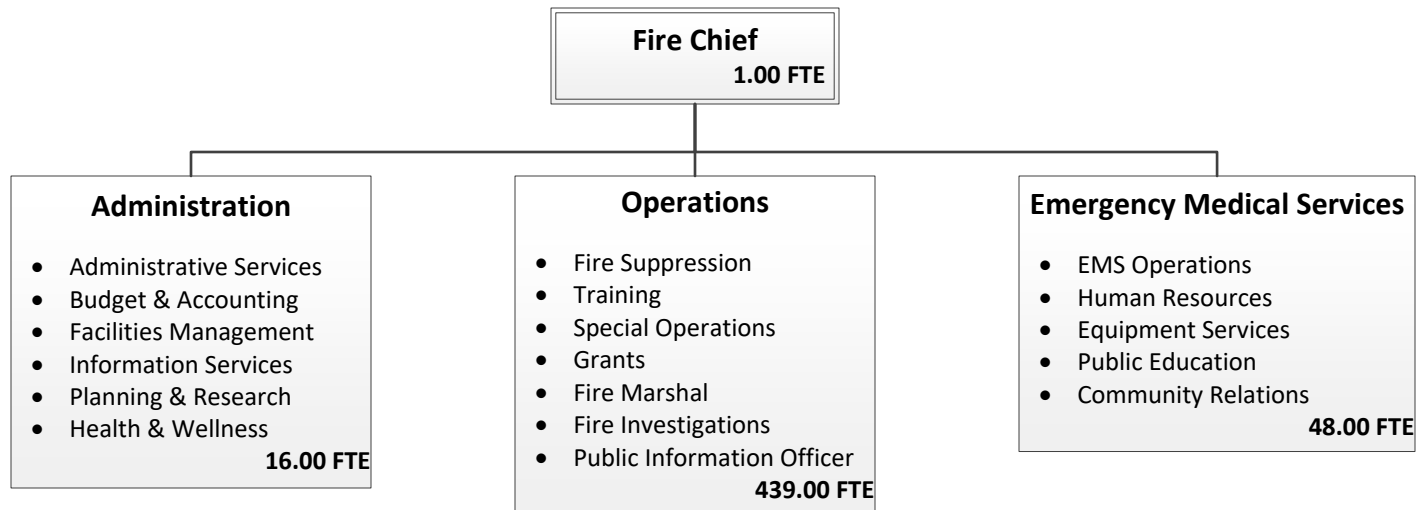 Fire Chief
1.00 FTE
Administration
• Administrative Services
• Budget & Accounting
• Facilities Management
• Information Services
• Planning & Research
• Health & Wellness
16.00 FTE
Operations
• Fire Suppression
• Training
• Special Operations
• Grants
• Fire Marshal
• Fire Investigations
• Public Information Officer
439.00 FTE
Emergency Medical Services
• EMS Operations
• Human Resources
• Equipment Services
• Public Education
• Community Relations
48.00 FTE